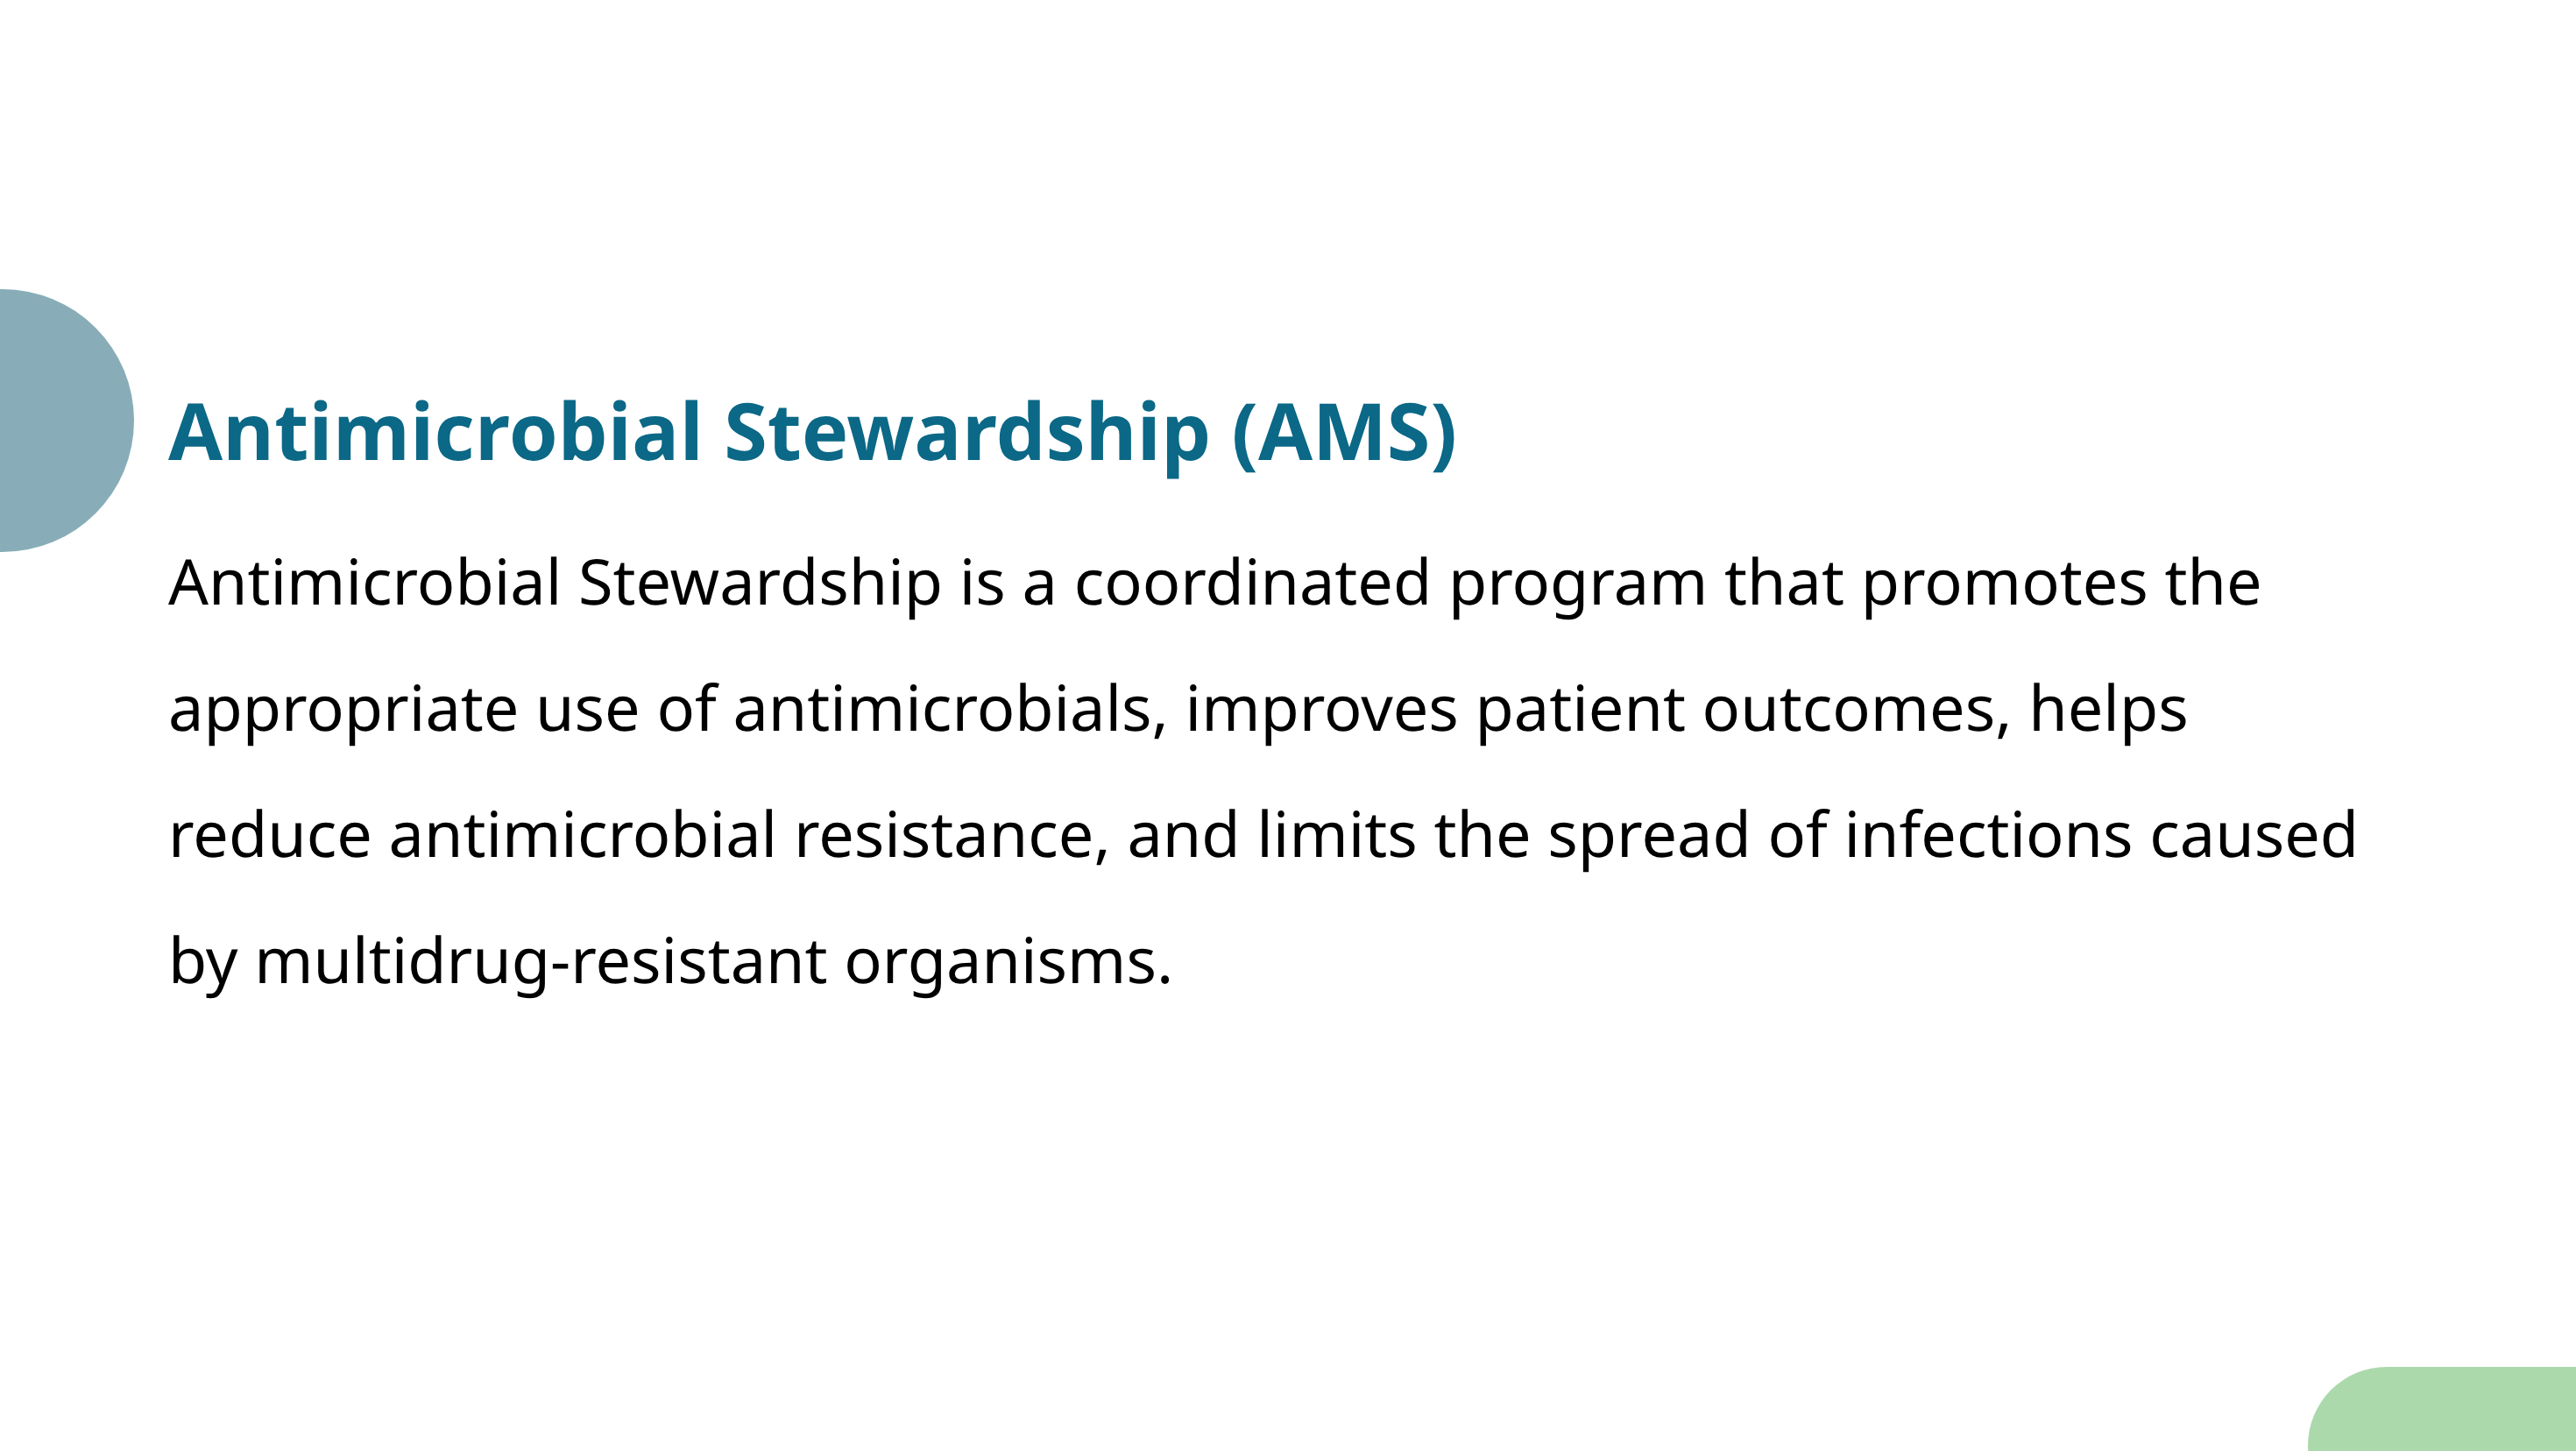 Antimicrobial Stewardship (AMS)
Antimicrobial Stewardship is a coordinated program that promotes the
appropriate use of antimicrobials, improves patient outcomes, helps
reduce antimicrobial resistance, and limits the spread of infections caused
by multidrug-resistant organisms.